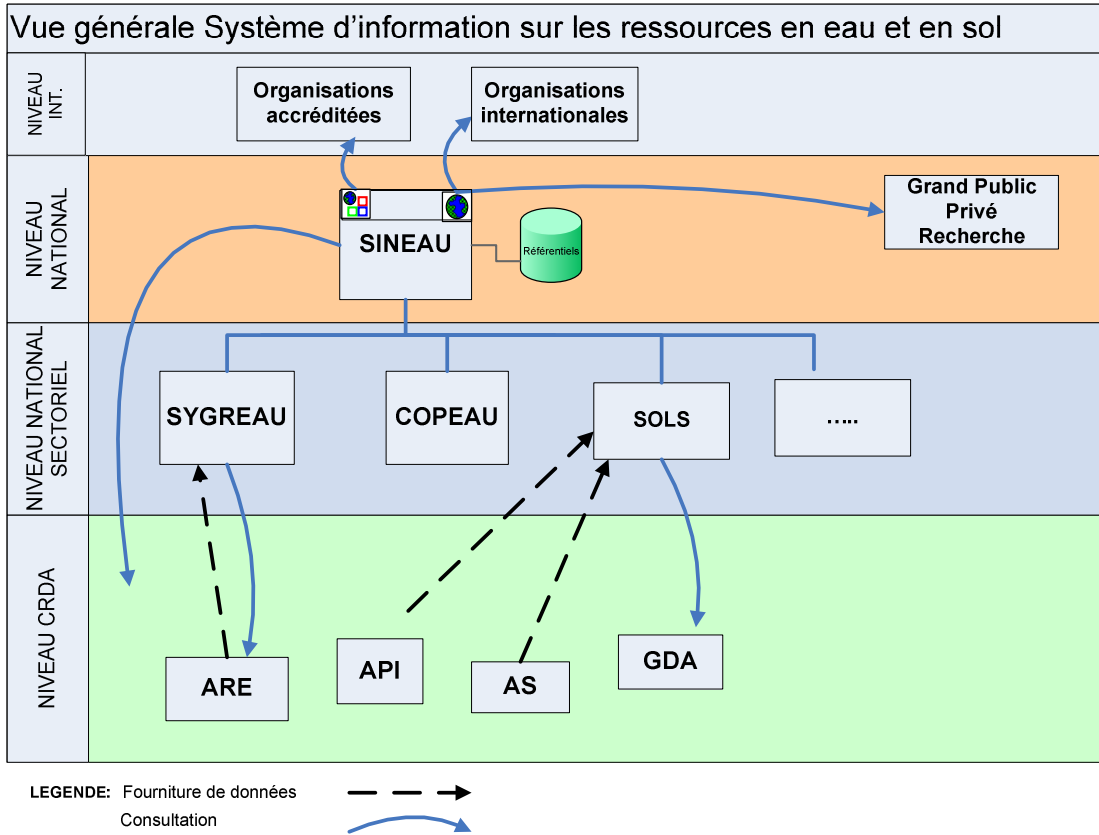 Vue générale Système d'information sur les ressources en eau et en sol
NIVEAU
INT.
Organisations
accréditées
Organisations
internationales
NIVEAU
NATIONAL
SINEAU
Référentiels
Grand Public
Privé
Recherche
NIVEAU NATIONAL
SECTORIEL
SYGREAU
COPEAU
SOLS
.....
NIVEAU CRDA
ARE
API
AS
GDA
LEGENDE: Fourniture de données
Consultation